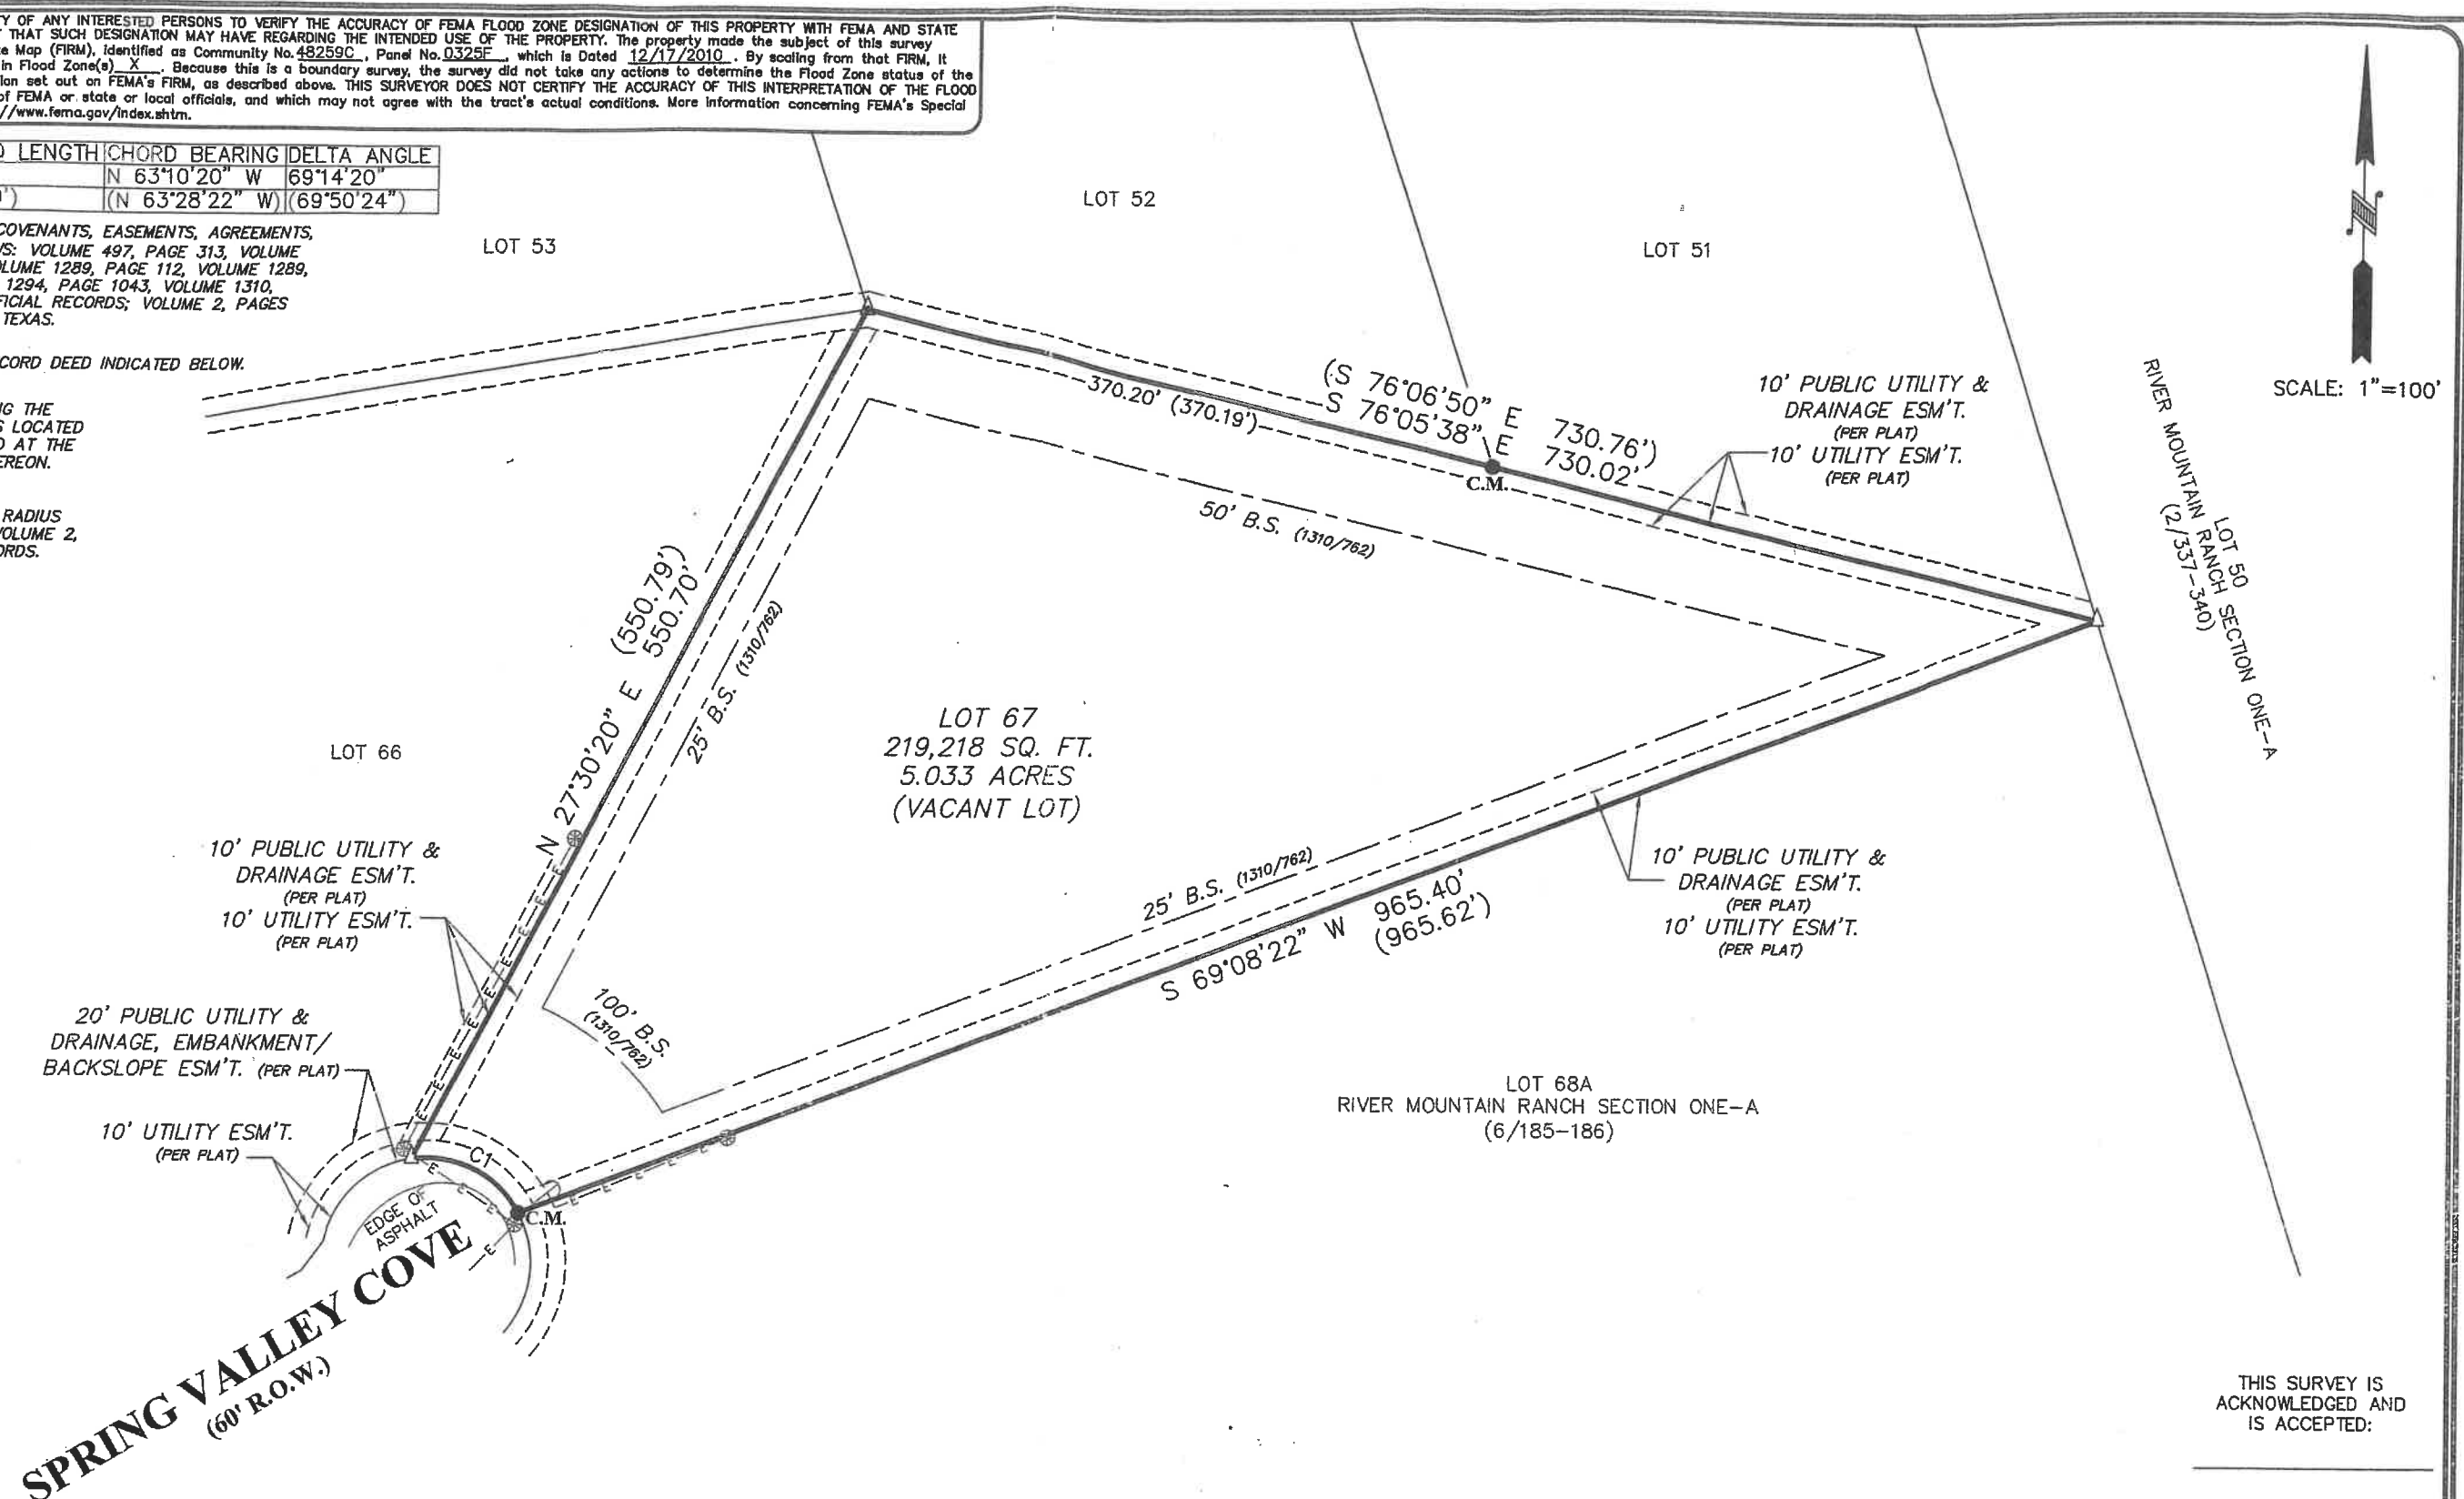 Y OF ANY INTERESTED PERSONS TO VERIFY THE ACCURACY OF FEMA FLOOD ZONE DESIGNATION OF THIS PROPERTY WITH FEMA AND STATE
THAT SUCH DESIGNATION MAY HAVE REGARDING THE INTENDED USE OF THE PROPERTY. The property made the subject of this survey
e Map (FIRM), identified as Community No. 48259C , Panel No. 0325F , which is Dated 12/17/2010 . By scaling from that FIRM, it
in Flood Zone(s) X . Because this is a boundary survey, the survey did not take any actions to determine the Flood Zone status of the
ion set out on FEMA's FIRM, as described above. THIS SURVEYOR DOES NOT CERTIFY THE ACCURACY OF THIS INTERPRETATION OF THE FLOOD
of FEMA or state or local officials, and which may not agree with the tract's actual conditions. More information concerning FEMA's Special
//www.fema.gov/index.shtm.
LENGTH CHORD BEARING DELTA ANGLE
N 63°10'20" W 69°14'20"
') (N 63°28'22" W) (69°50'24")
COVENANTS, EASEMENTS, AGREEMENTS,
S: VOLUME 497, PAGE 313, VOLUME
LUME 1289, PAGE 112, VOLUME 1289,
1294, PAGE 1043, VOLUME 1310,
FICIAL RECORDS; VOLUME 2, PAGES
TEXAS.
CORD DEED INDICATED BELOW.
G THE
S LOCATED
D AT THE
EREON.
RADIUS
VOLUME 2,
ORDS.
LOT 53
LOT 52
LOT 51
SCALE: 1"=100'
LOT 50
RIVER MOUNTAIN RANCH SECTION ONE-A
(2/337-340)
370.20' (370.19')
(S 76°06'50" E 730.76')
S 76°05'38" E 730.02'
C.M.
10' PUBLIC UTILITY &
DRAINAGE ESM'T.
(PER PLAT)
10' UTILITY ESM'T.
(PER PLAT)
50' B.S. (1310/762)
(550.79')
N 27°30'20" E 550.70'
25' B.S. (1310/762)
LOT 66
LOT 67
219,218 SQ. FT.
5.033 ACRES
(VACANT LOT)
10' PUBLIC UTILITY &
DRAINAGE ESM'T.
(PER PLAT)
10' UTILITY ESM'T.
(PER PLAT)
25' B.S. (1310/762)
S 69°08'22" W 965.40'
(965.62')
10' PUBLIC UTILITY &
DRAINAGE ESM'T.
(PER PLAT)
10' UTILITY ESM'T.
(PER PLAT)
100' B.S.
(1310/762)
20' PUBLIC UTILITY &
DRAINAGE, EMBANKMENT/
BACKSLOPE ESM'T. (PER PLAT)
10' UTILITY ESM'T.
(PER PLAT)
C1
E E E E E E E
E E E E
E E E E E
C.M.
EDGE OF
ASPHALT
LOT 68A
RIVER MOUNTAIN RANCH SECTION ONE-A
(6/185-186)
SPRING VALLEY COVE
(60' R.O.W.)
THIS SURVEY IS
ACKNOWLEDGED AND
IS ACCEPTED: